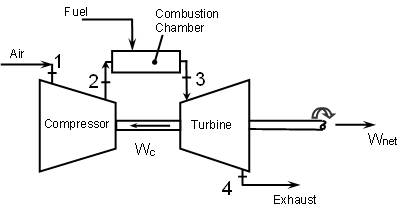 Fuel
Combustion
Chamber
Air
1
2
3
Compressor
Turbine
Wc
Wnet
4
Exhaust